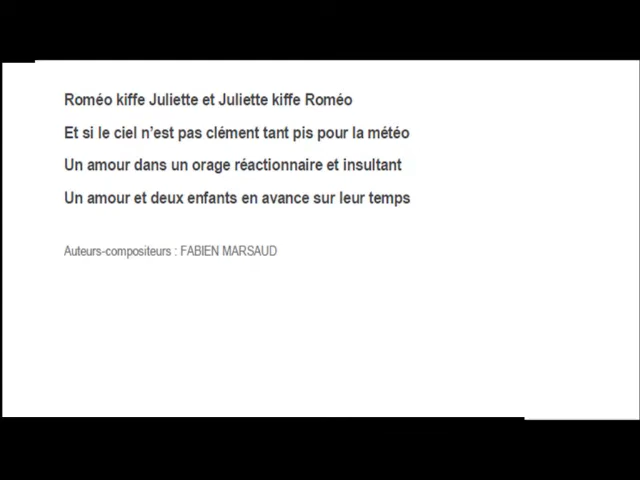 Roméo kiffe Juliette et Juliette kiffe Roméo
Et si le ciel n’est pas clément tant pis pour la météo
Un amour dans un orage réactionnaire et insultant
Un amour et deux enfants en avance sur leur temps
Auteurs-compositeurs : FABIEN MARSAUD